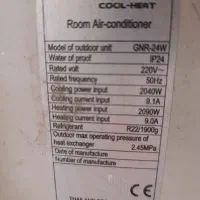 COOL-HEAT
Room Air-conditioner
Model of outdoor unit GNR-24W
Water of proof IP24
Rated volt 220V~
Rated frequency 50Hz
Cooling power input 2040W
Cooling current input 9.1A
Heating power input 2090W
Heating current input 9.0A
Refrigerant R22/1900g
Outdoor max operating pressure of
heat exchanger 2.45MPa
Date of manufacture
Number of manufacture
CE